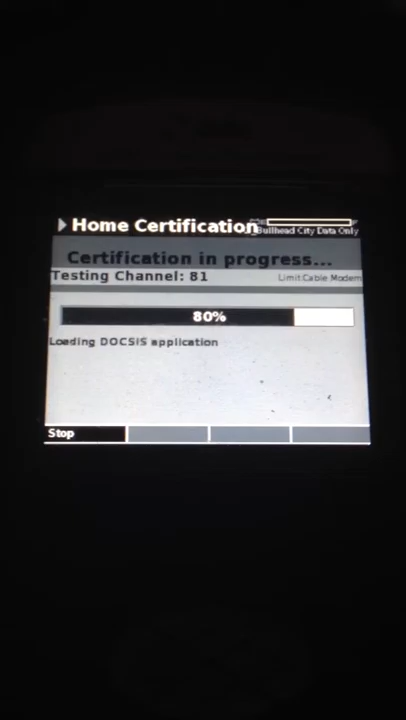 Home Certification
Bullhead City Data Only
Certification in progress...
Testing Channel: 81
Limit:Cable Modem
80%
Loading DOCSIS application
Stop